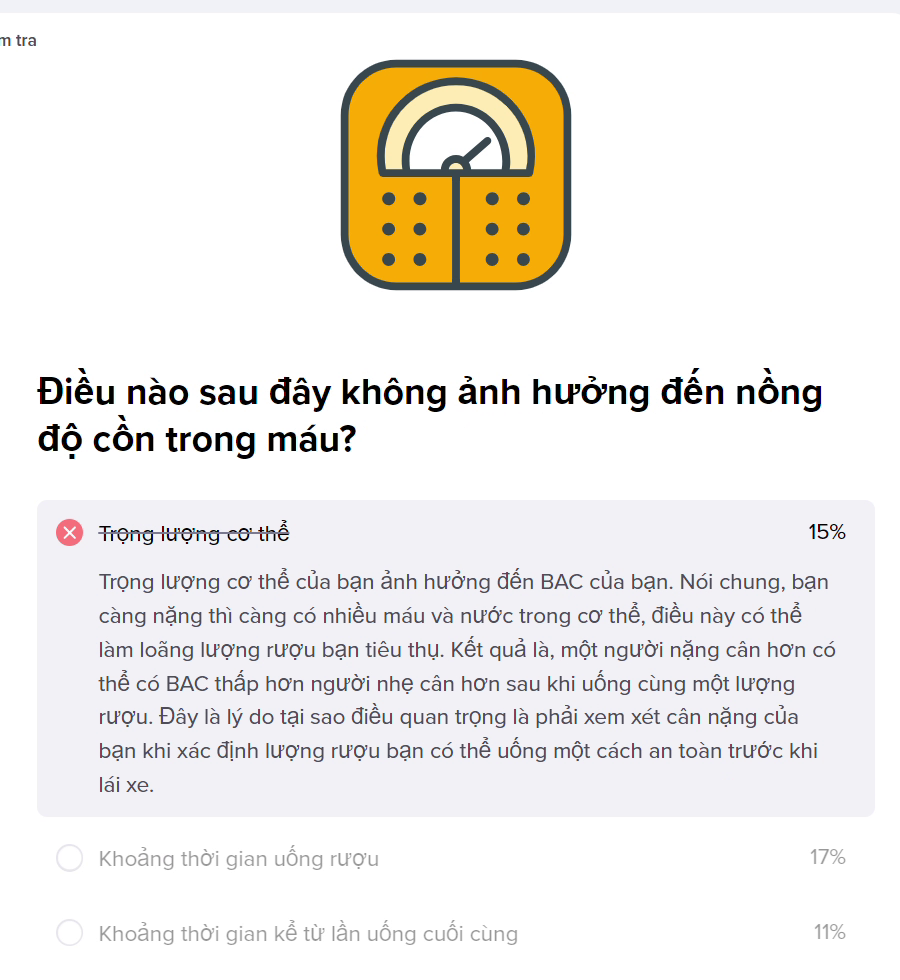 m tra
Điều nào sau đây không ảnh hưởng đến nồng
độ cồn trong máu?
Trọng lượng cơ thể 15%
Trọng lượng cơ thể của bạn ảnh hưởng đến BAC của bạn. Nói chung, bạn
càng nặng thì càng có nhiều máu và nước trong cơ thể, điều này có thể
làm loãng lượng rượu bạn tiêu thụ. Kết quả là, một người nặng cân hơn có
thể có BAC thấp hơn người nhẹ cân hơn sau khi uống cùng một lượng
rượu. Đây là lý do tại sao điều quan trọng là phải xem xét cân nặng của
bạn khi xác định lượng rượu bạn có thể uống một cách an toàn trước khi
lái xe.
Khoảng thời gian uống rượu 17%
Khoảng thời gian kể từ lần uống cuối cùng 11%